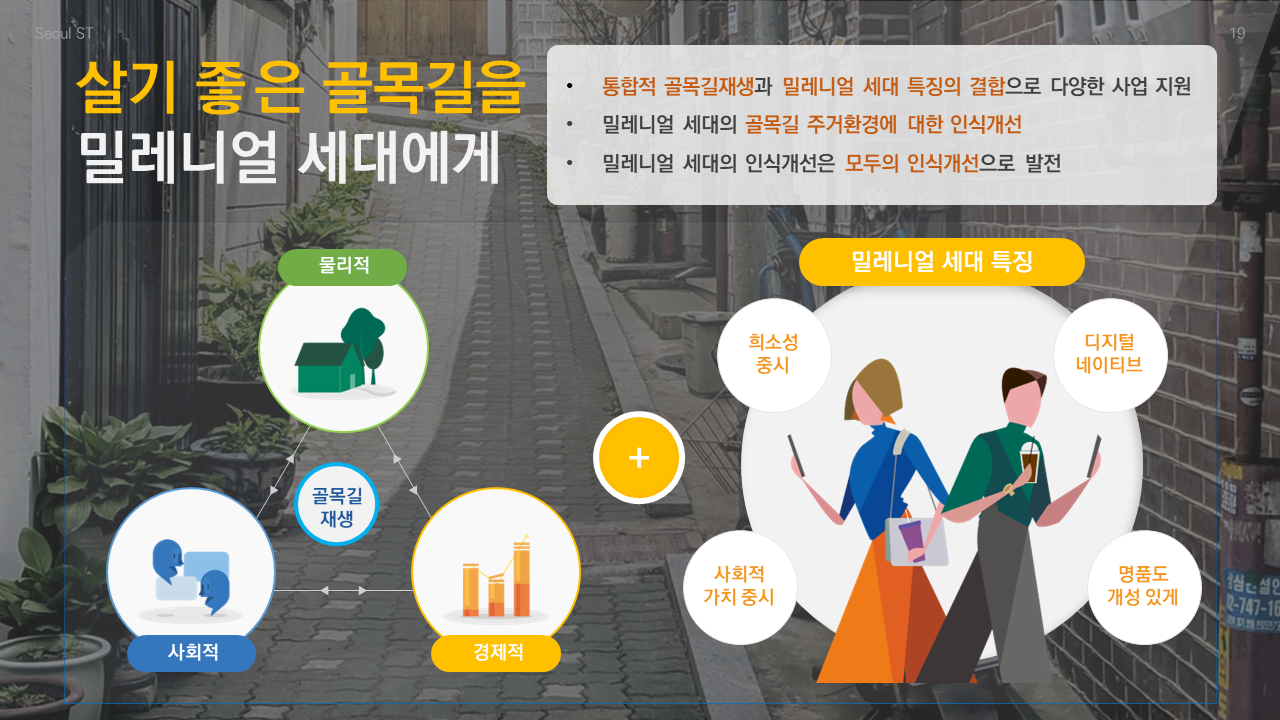 Seoul ST
19
살기 좋은 골목길을
밀레니얼 세대에게
• 통합적 골목길재생과 밀레니얼 세대 특징의 결합으로 다양한 사업 지원
• 밀레니얼 세대의 골목길 주거환경에 대한 인식개선
• 밀레니얼 세대의 인식개선은 모두의 인식개선으로 발전
물리적
골목길
재생
사회적
경제적
+
밀레니얼 세대 특징
희소성
중시
디지털
네이티브
사회적
가치 중시
명품도
개성 있게